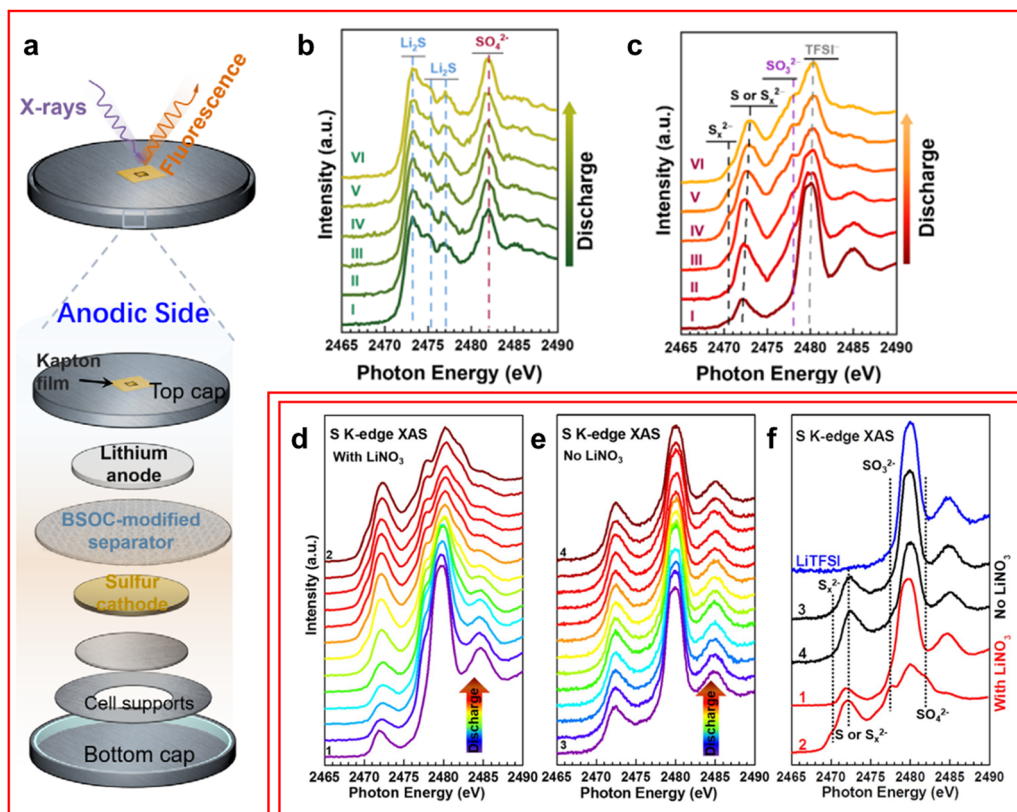 a
X-rays
Fluorescence
Anodic Side
Kapton
film
Top cap
Lithium
anode
BSOC-modified
separator
Sulfur
cathode
Cell supports
Bottom cap
b
Li₂S
Li₂S
SO₄²⁻
Intensity (a.u.)
VI
V
IV
III
II
I
Discharge
2465 2470 2475 2480 2485 2490
Photon Energy (eV)
c
TFSI⁻
SO₃²⁻
S or Sₓ²⁻
Sₓ²⁻
Intensity (a.u.)
VI
V
IV
III
II
I
Discharge
2465 2470 2475 2480 2485 2490
Photon Energy (eV)
d
S K-edge XAS
With LiNO₃
Intensity (a.u.)
2
1
Discharge
2465 2470 2475 2480 2485 2490
Photon Energy (eV)
e
S K-edge XAS
No LiNO₃
4
3
Discharge
2465 2470 2475 2480 2485 2490
Photon Energy (eV)
f
S K-edge XAS
SO₃²⁻
LiTFSI
Sₓ²⁻
3
4
1
2
S or Sₓ²⁻
SO₄²⁻
No LiNO₃
With LiNO₃
2465 2470 2475 2480 2485 2490
Photon Energy (eV)